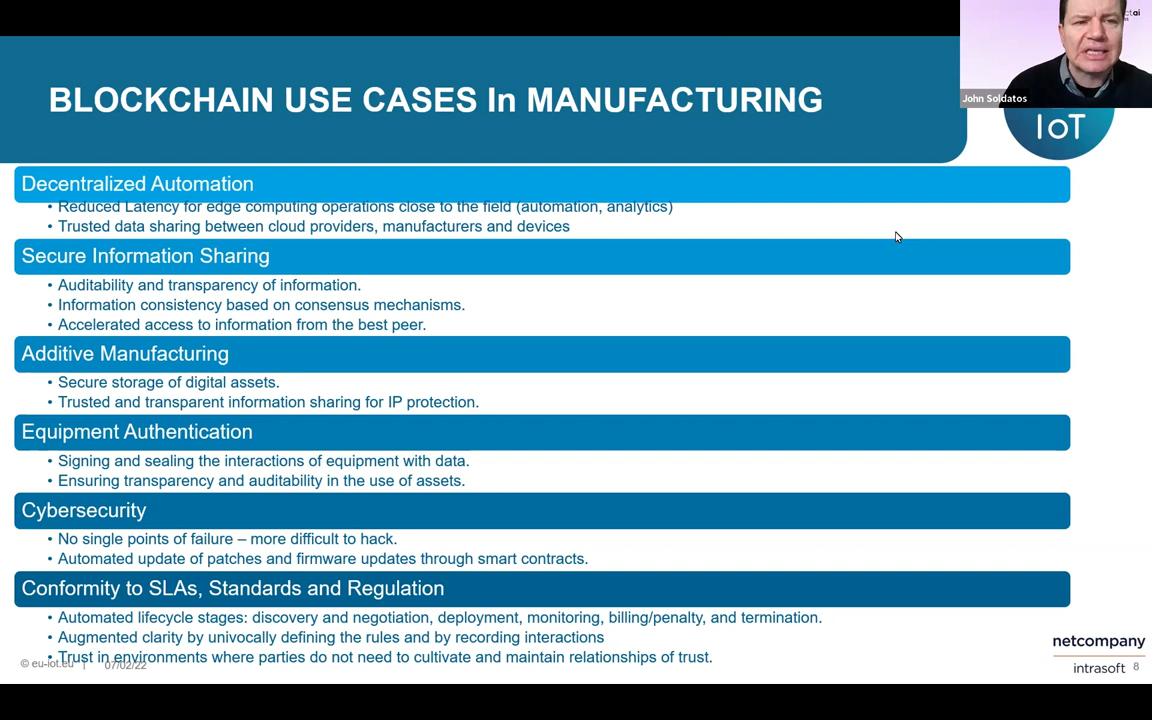 BLOCKCHAIN USE CASES In MANUFACTURING
John Soldatos
IoT
Decentralized Automation
• Reduced Latency for edge computing operations close to the field (automation, analytics)
• Trusted data sharing between cloud providers, manufacturers and devices
Secure Information Sharing
• Auditability and transparency of information.
• Information consistency based on consensus mechanisms.
• Accelerated access to information from the best peer.
Additive Manufacturing
• Secure storage of digital assets.
• Trusted and transparent information sharing for IP protection.
Equipment Authentication
• Signing and sealing the interactions of equipment with data.
• Ensuring transparency and auditability in the use of assets.
Cybersecurity
• No single points of failure – more difficult to hack.
• Automated update of patches and firmware updates through smart contracts.
Conformity to SLAs, Standards and Regulation
• Automated lifecycle stages: discovery and negotiation, deployment, monitoring, billing/penalty, and termination.
• Augmented clarity by univocally defining the rules and by recording interactions
• Trust in environments where parties do not need to cultivate and maintain relationships of trust.
© eu-iot.eu | 07/02/22
netcompany
intrasoft 8